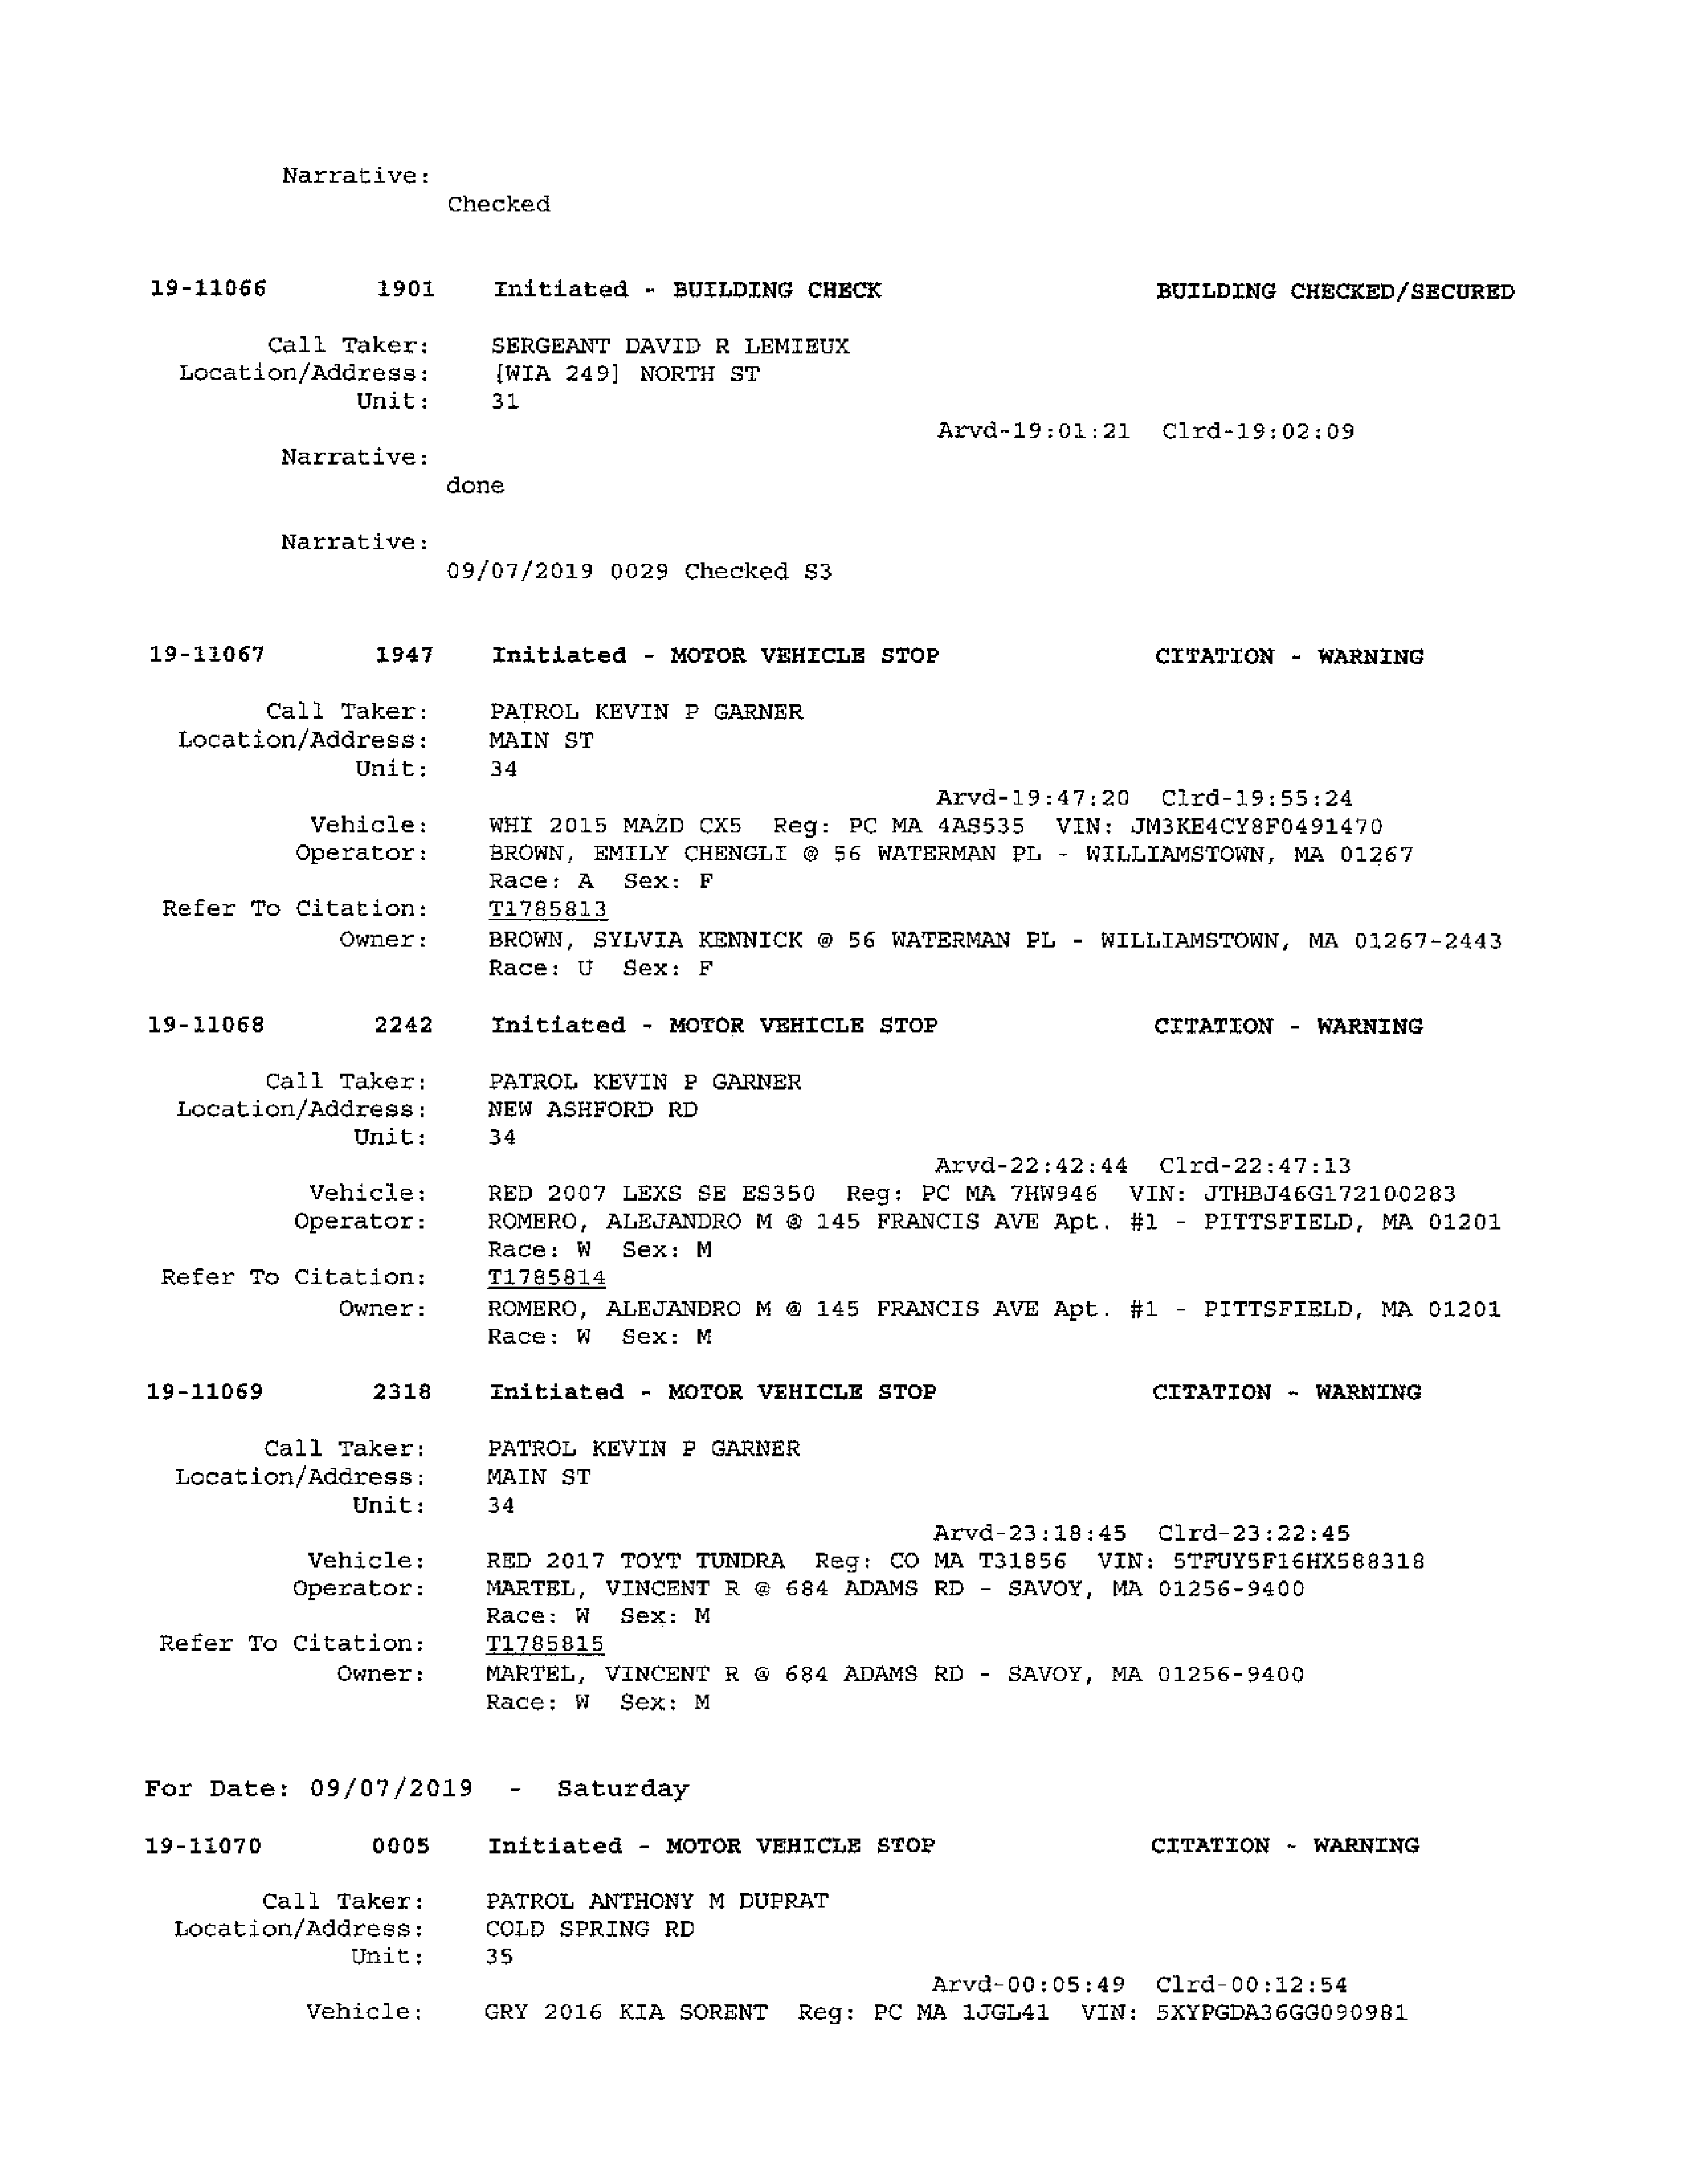 Narrative:
Checked
19-11066 1901 Initiated - BUILDING CHECK BUILDING CHECKED/SECURED
Call Taker: SERGEANT DAVID R LEMIEUX
Location/Address: [WIA 249] NORTH ST
Unit: 31
Arvd-19:01:21 Clrd-19:02:09
Narrative:
done
Narrative:
09/07/2019 0029 Checked S3
19-11067 1947 Initiated - MOTOR VEHICLE STOP CITATION - WARNING
Call Taker: PATROL KEVIN P GARNER
Location/Address: MAIN ST
Unit: 34
Arvd-19:47:20 Clrd-19:55:24
Vehicle: WHI 2015 MAZD CX5 Reg: PC MA 4AS535 VIN: JM3KE4CY8F0491470
Operator: BROWN, EMILY CHENGLI @ 56 WATERMAN PL - WILLIAMSTOWN, MA 01267
Race: A Sex: F
Refer To Citation: T1785813
Owner: BROWN, SYLVIA KENNICK @ 56 WATERMAN PL - WILLIAMSTOWN, MA 01267-2443
Race: U Sex: F
19-11068 2242 Initiated - MOTOR VEHICLE STOP CITATION - WARNING
Call Taker: PATROL KEVIN P GARNER
Location/Address: NEW ASHFORD RD
Unit: 34
Arvd-22:42:44 Clrd-22:47:13
Vehicle: RED 2007 LEXS SE ES350 Reg: PC MA 7HW946 VIN: JTHBJ46G172100283
Operator: ROMERO, ALEJANDRO M @ 145 FRANCIS AVE Apt. #1 - PITTSFIELD, MA 01201
Race: W Sex: M
Refer To Citation: T1785814
Owner: ROMERO, ALEJANDRO M @ 145 FRANCIS AVE Apt. #1 - PITTSFIELD, MA 01201
Race: W Sex: M
19-11069 2318 Initiated - MOTOR VEHICLE STOP CITATION - WARNING
Call Taker: PATROL KEVIN P GARNER
Location/Address: MAIN ST
Unit: 34
Arvd-23:18:45 Clrd-23:22:45
Vehicle: RED 2017 TOYT TUNDRA Reg: CO MA T31856 VIN: 5TFUY5F16HX588318
Operator: MARTEL, VINCENT R @ 684 ADAMS RD - SAVOY, MA 01256-9400
Race: W Sex: M
Refer To Citation: T1785815
Owner: MARTEL, VINCENT R @ 684 ADAMS RD - SAVOY, MA 01256-9400
Race: W Sex: M
For Date: 09/07/2019 - Saturday
19-11070 0005 Initiated - MOTOR VEHICLE STOP CITATION - WARNING
Call Taker: PATROL ANTHONY M DUPRAT
Location/Address: COLD SPRING RD
Unit: 35
Arvd-00:05:49 Clrd-00:12:54
Vehicle: GRY 2016 KIA SORENT Reg: PC MA 1JGL41 VIN: 5XYPGDA36GG090981